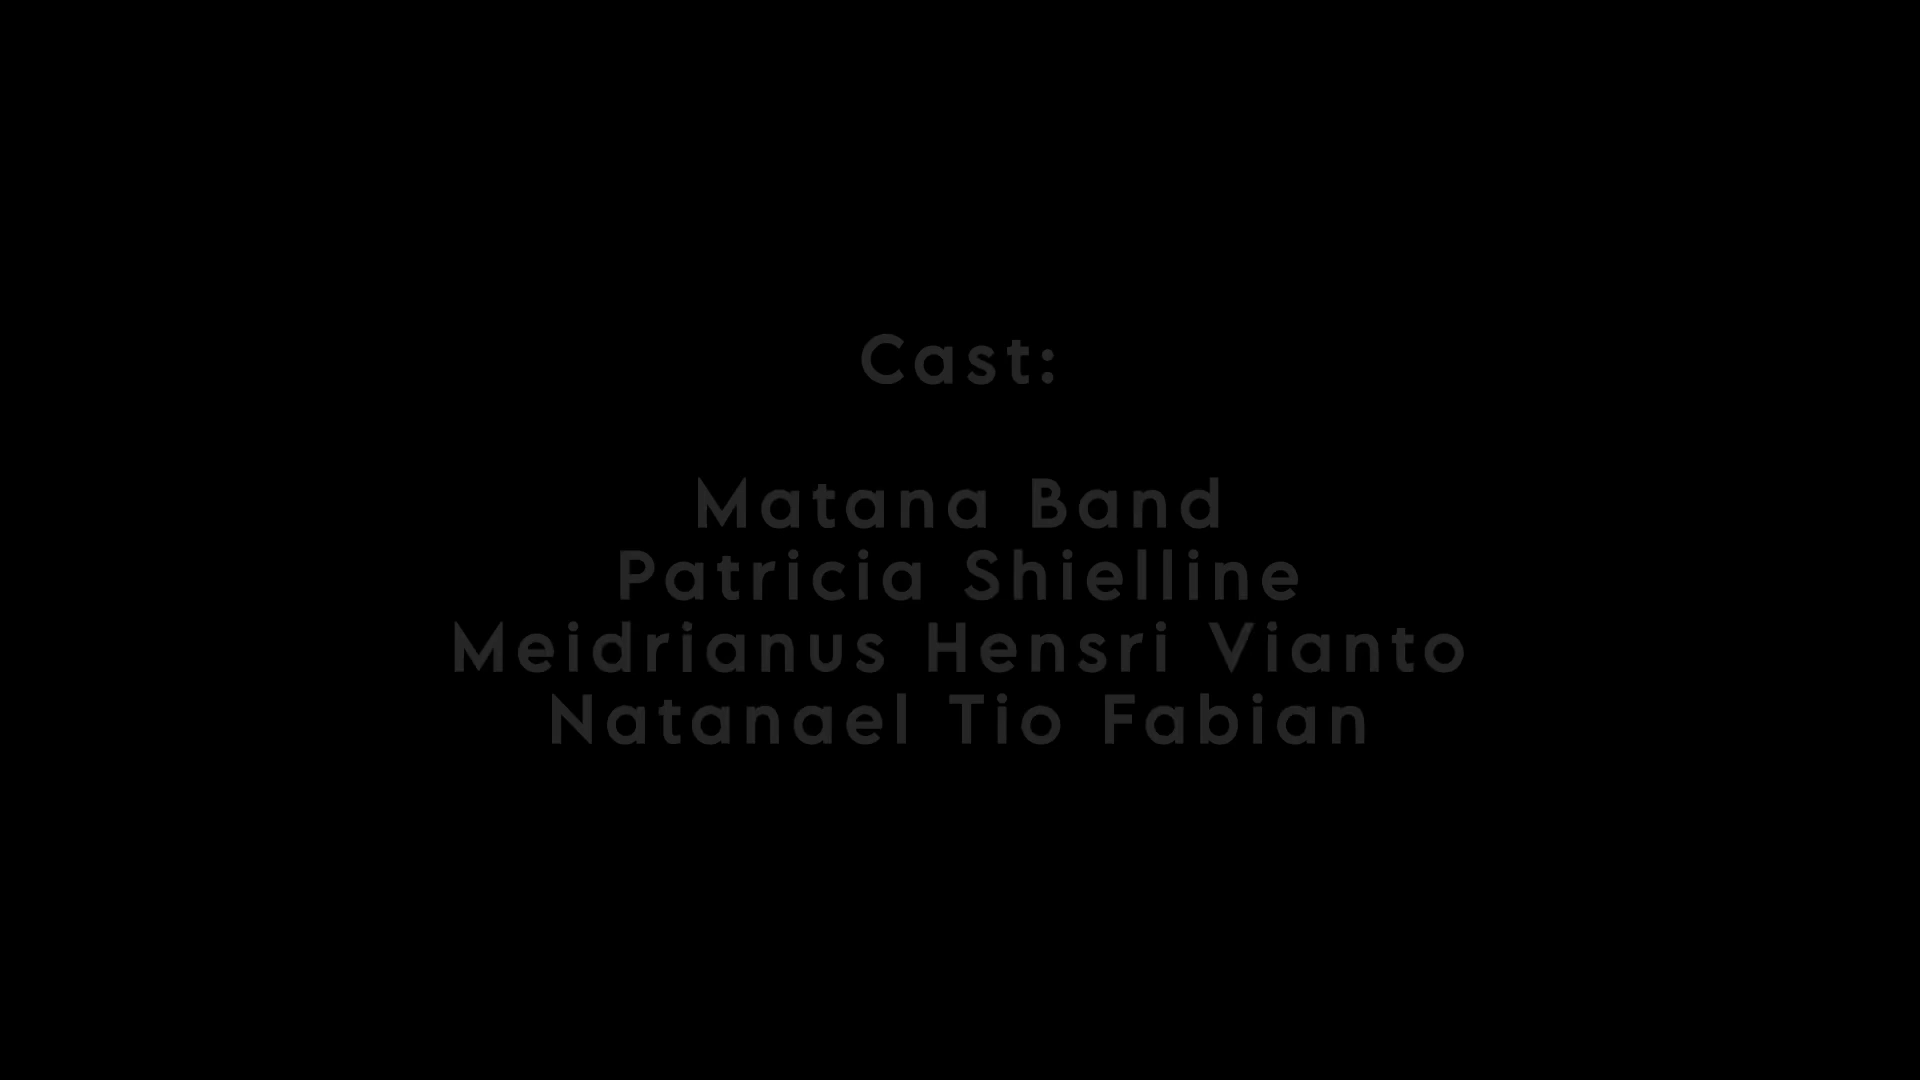 Cast:
Matana Band
Patricia Shielline
Meidrianus Hensri Vianto
Natanael Tio Fabian